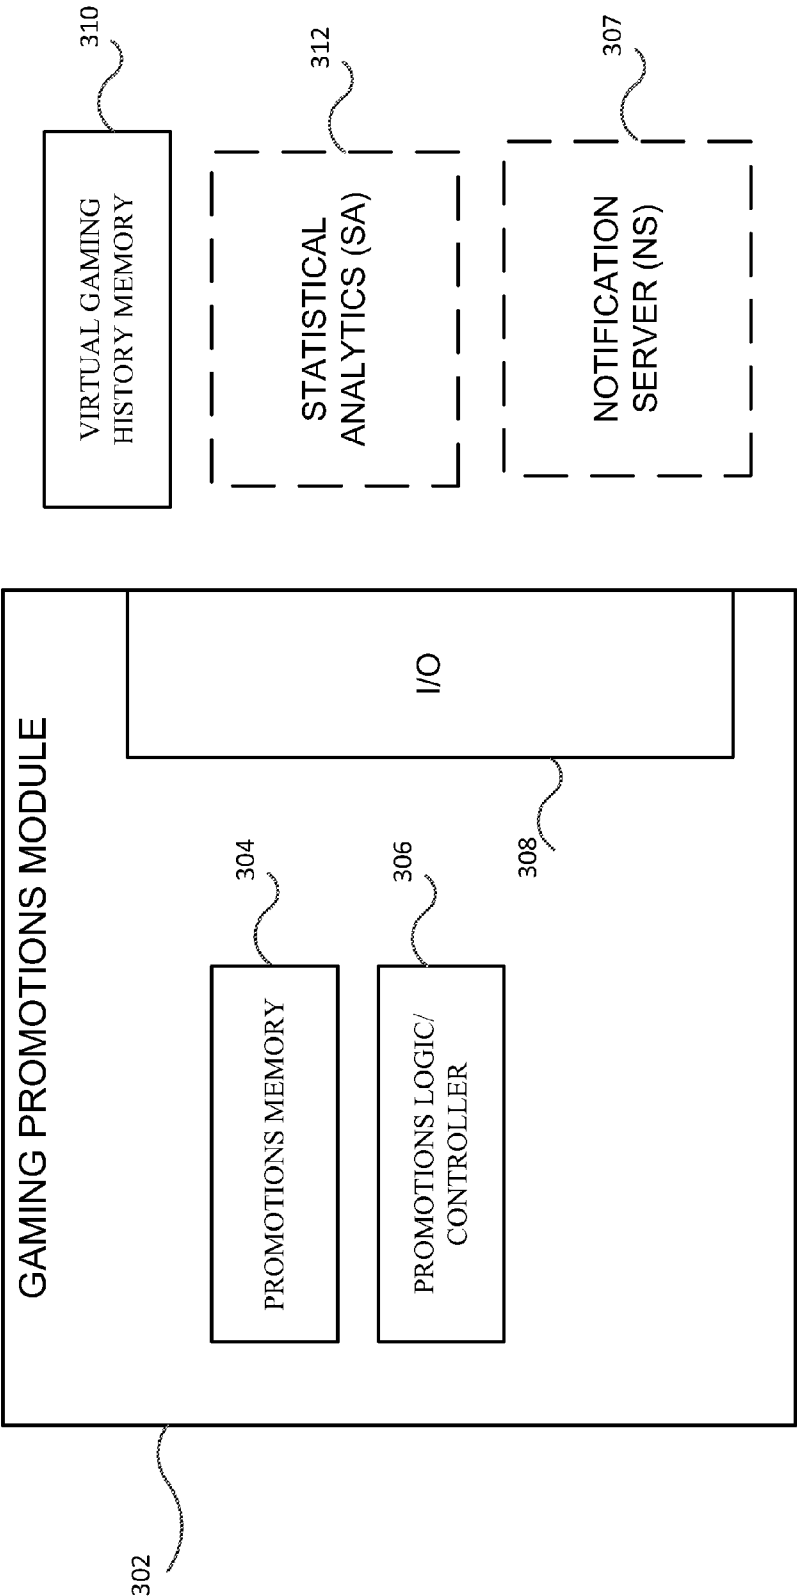 302
GAMING PROMOTIONS MODULE
304
PROMOTIONS MEMORY
306
PROMOTIONS LOGIC/
CONTROLLER
308
I/O
310
VIRTUAL GAMING
HISTORY MEMORY
312
STATISTICAL
ANALYTICS (SA)
307
NOTIFICATION
SERVER (NS)